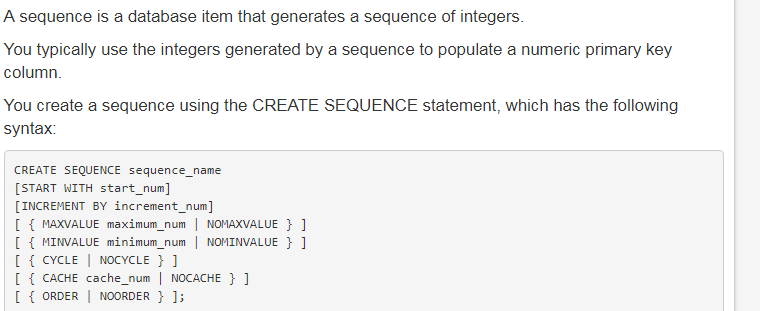 A sequence is a database item that generates a sequence of integers.
You typically use the integers generated by a sequence to populate a numeric primary key
column.
You create a sequence using the CREATE SEQUENCE statement, which has the following
syntax:
CREATE SEQUENCE sequence_name
[START WITH start_num]
[INCREMENT BY increment_num]
[ { MAXVALUE maximum_num | NOMAXVALUE } ]
[ { MINVALUE minimum_num | NOMINVALUE } ]
[ { CYCLE | NOCYCLE } ]
[ { CACHE cache_num | NOCACHE } ]
[ { ORDER | NOORDER } ];